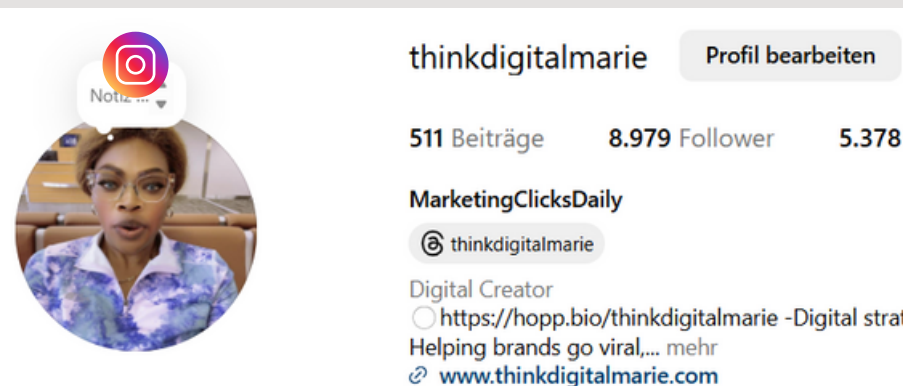 Notiz ...
thinkdigitalmarie Profil bearbeiten
511 Beiträge 8.979 Follower 5.378
MarketingClicksDaily
thinkdigitalmarie
Digital Creator
https://hopp.bio/thinkdigitalmarie -Digital strat
Helping brands go viral,... mehr
www.thinkdigitalmarie.com